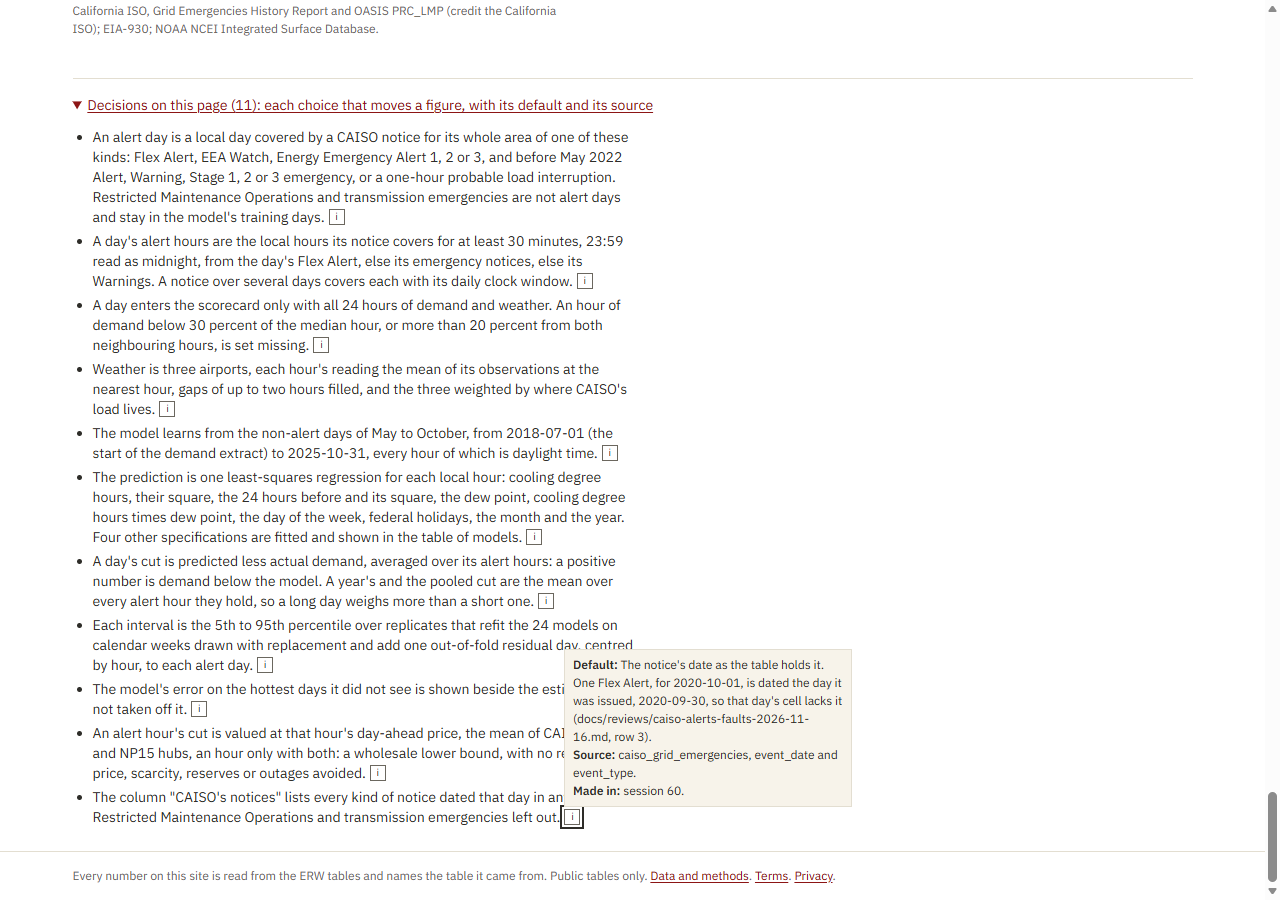 California ISO, Grid Emergencies History Report and OASIS PRC_LMP (credit the California
ISO); EIA-930; NOAA NCEI Integrated Surface Database.
▼ Decisions on this page (11): each choice that moves a figure, with its default and its source
• An alert day is a local day covered by a CAISO notice for its whole area of one of these
kinds: Flex Alert, EEA Watch, Energy Emergency Alert 1, 2 or 3, and before May 2022
Alert, Warning, Stage 1, 2 or 3 emergency, or a one-hour probable load interruption.
Restricted Maintenance Operations and transmission emergencies are not alert days
and stay in the model's training days. i
• A day's alert hours are the local hours its notice covers for at least 30 minutes, 23:59
read as midnight, from the day's Flex Alert, else its emergency notices, else its
Warnings. A notice over several days covers each with its daily clock window. i
• A day enters the scorecard only with all 24 hours of demand and weather. An hour of
demand below 30 percent of the median hour, or more than 20 percent from both
neighbouring hours, is set missing. i
• Weather is three airports, each hour's reading the mean of its observations at the
nearest hour, gaps of up to two hours filled, and the three weighted by where CAISO's
load lives. i
• The model learns from the non-alert days of May to October, from 2018-07-01 (the
start of the demand extract) to 2025-10-31, every hour of which is daylight time. i
• The prediction is one least-squares regression for each local hour: cooling degree
hours, their square, the 24 hours before and its square, the dew point, cooling degree
hours times dew point, the day of the week, federal holidays, the month and the year.
Four other specifications are fitted and shown in the table of models. i
• A day's cut is predicted less actual demand, averaged over its alert hours: a positive
number is demand below the model. A year's and the pooled cut are the mean over
every alert hour they hold, so a long day weighs more than a short one. i
• Each interval is the 5th to 95th percentile over replicates that refit the 24 models on
calendar weeks drawn with replacement and add one out-of-fold residual day, centred
by hour, to each alert day. i
• The model's error on the hottest days it did not see is shown beside the esti
not taken off it. i
• An alert hour's cut is valued at that hour's day-ahead price, the mean of CAI
and NP15 hubs, an hour only with both: a wholesale lower bound, with no re
price, scarcity, reserves or outages avoided. i
• The column "CAISO's notices" lists every kind of notice dated that day in an
Restricted Maintenance Operations and transmission emergencies left out. i
Default: The notice's date as the table holds it.
One Flex Alert, for 2020-10-01, is dated the day it
was issued, 2020-09-30, so that day's cell lacks it
(docs/reviews/caiso-alerts-faults-2026-11-
16.md, row 3).
Source: caiso_grid_emergencies, event_date and
event_type.
Made in: session 60.
Every number on this site is read from the ERW tables and names the table it came from. Public tables only. Data and methods. Terms. Privacy.